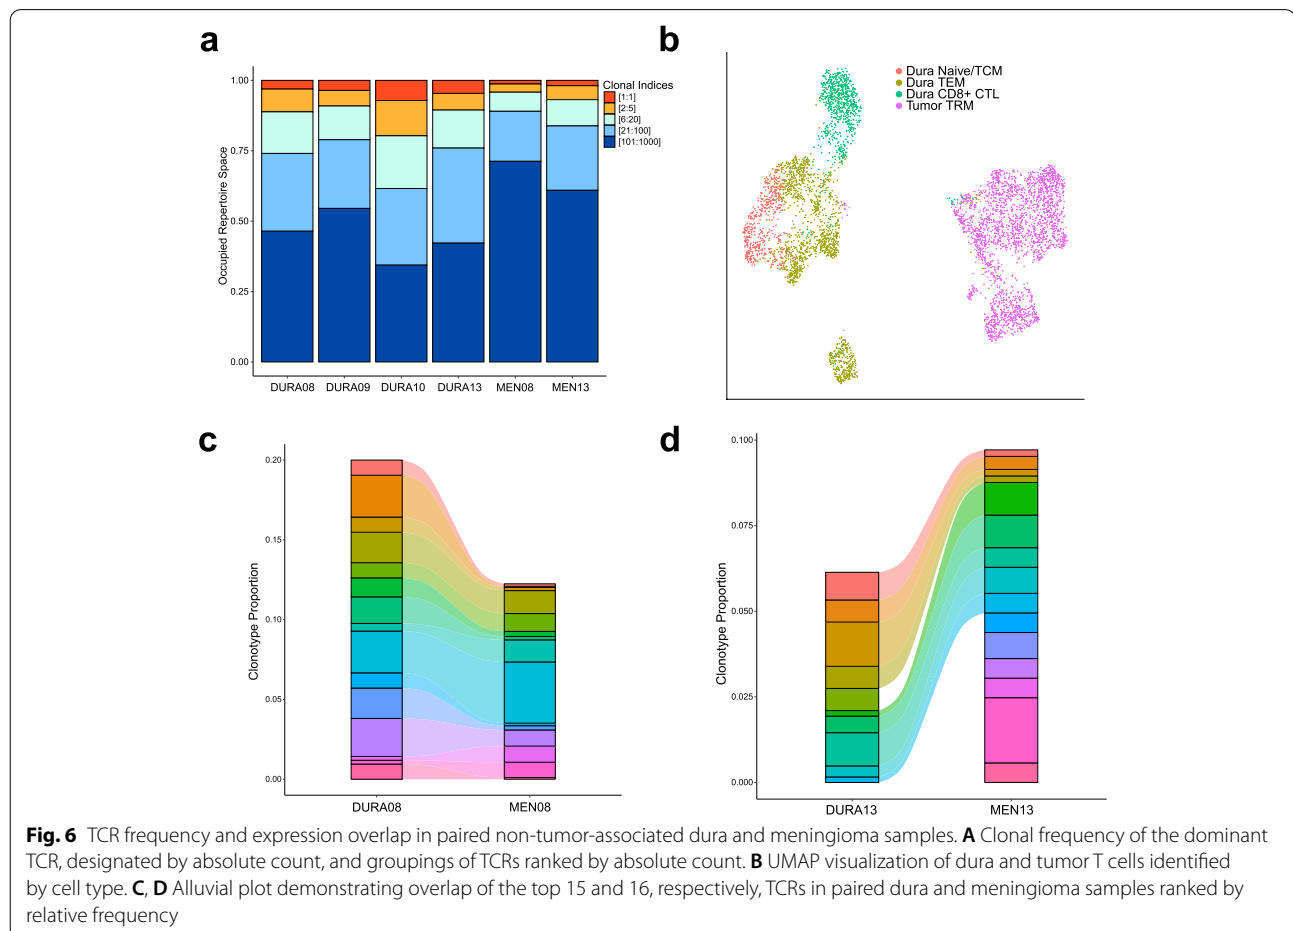 a
1.00
0.75
0.50
0.25
0.00
Occupied Repertoire Space
DURA08 DURA09 DURA10 DURA13 MEN08 MEN13
Clonal Indices
[1:1]
[2:5]
[6:20]
[21:100]
[101:1000]
b
Dura Naive/TCM
Dura TEM
Dura CD8+ CTL
Tumor TRM
c
0.20
0.15
0.10
0.05
0.00
Clonotype Proportion
DURA08 MEN08
d
0.100
0.075
0.050
0.025
0.000
Clonotype Proportion
DURA13 MEN13
Fig. 6 TCR frequency and expression overlap in paired non-tumor-associated dura and meningioma samples. A Clonal frequency of the dominant
TCR, designated by absolute count, and groupings of TCRs ranked by absolute count. B UMAP visualization of dura and tumor T cells identified
by cell type. C, D Alluvial plot demonstrating overlap of the top 15 and 16, respectively, TCRs in paired dura and meningioma samples ranked by
relative frequency